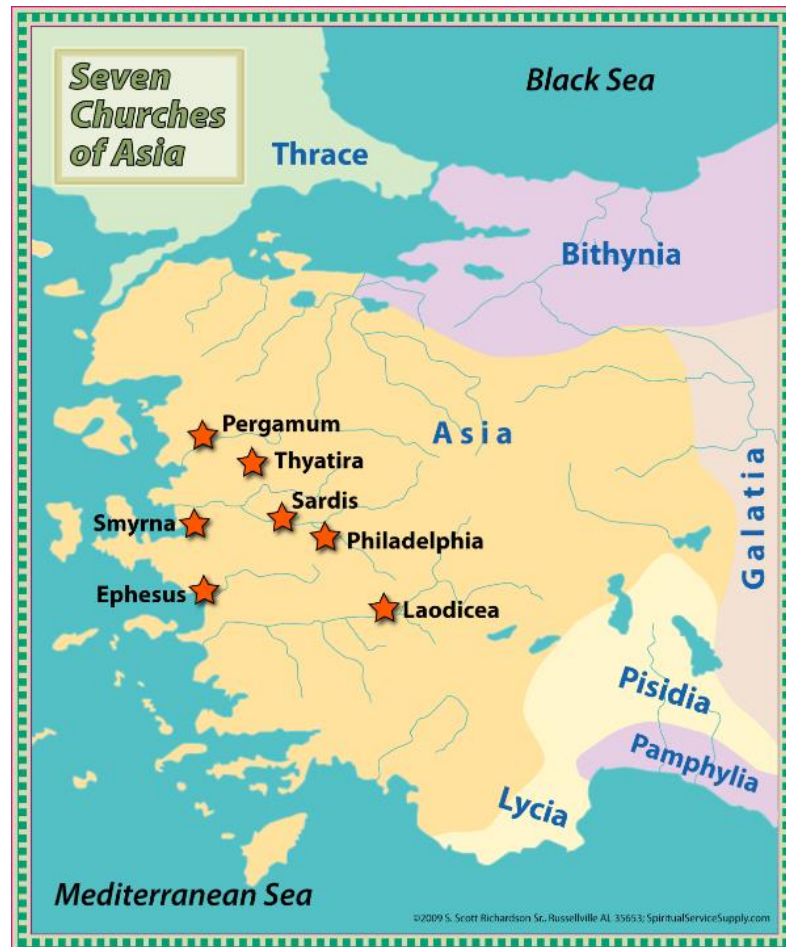 Seven
Churches
of Asia
Black Sea
Thrace
Bithynia
Pergamum
Asia
Thyatira
Sardis
Smyrna
Philadelphia
Galatia
Ephesus
Laodicea
Pisidia
Pamphylia
Lycia
Mediterranean Sea
©2009 S. Scott Richardson Sr., Russellville AL 35653; SpiritualServiceSupply.com